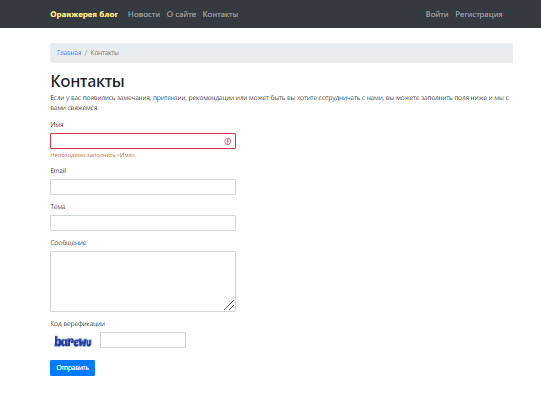 Оранжерея блог Новости О сайте Контакты Войти Регистрация
Главная / Контакты
Контакты
Если у вас появились замечания, притензии, рекомендации или может быть вы хотите сотрудничать с нами, вы можете заполнить поля ниже и мы с
вами свяжемся.
Имя
Необходимо заполнить «Имя».
Email
Тема
Сообщение
Код верефикации
Отправить